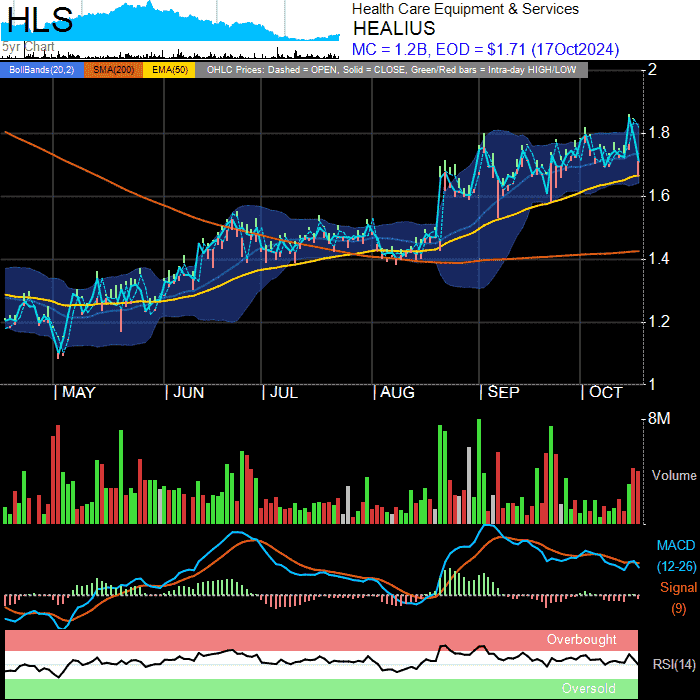 HLS
5yr Chart
Health Care Equipment & Services
HEALIUS
MC = 1.2B, EOD = $1.71 (17Oct2024)
BollBands(20,2) SMA(200) EMA(50) OHLC Prices: Dashed = OPEN, Solid = CLOSE, Green/Red bars = Intra-day HIGH/LOW
2
1.8
1.6
1.4
1.2
1
MAY JUN JUL AUG SEP OCT
8M
Volume
MACD
(12-26)
Signal
(9)
Overbought
RSI(14)
Oversold